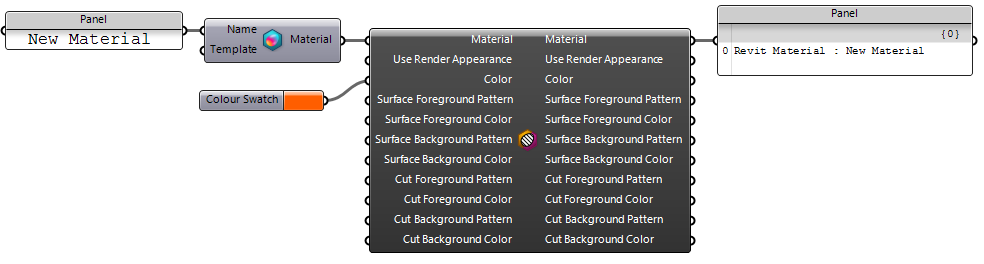 Panel
New Material
Name
Template
Material
Colour Swatch
Material Material
Use Render Appearance Use Render Appearance
Color Color
Surface Foreground Pattern Surface Foreground Pattern
Surface Foreground Color Surface Foreground Color
Surface Background Pattern Surface Background Pattern
Surface Background Color Surface Background Color
Cut Foreground Pattern Cut Foreground Pattern
Cut Foreground Color Cut Foreground Color
Cut Background Pattern Cut Background Pattern
Cut Background Color Cut Background Color
Panel
{0}
0 Revit Material : New Material